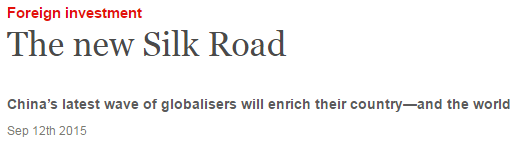 Foreign investment
The new Silk Road
China's latest wave of globalisers will enrich their country—and the world
Sep 12th 2015